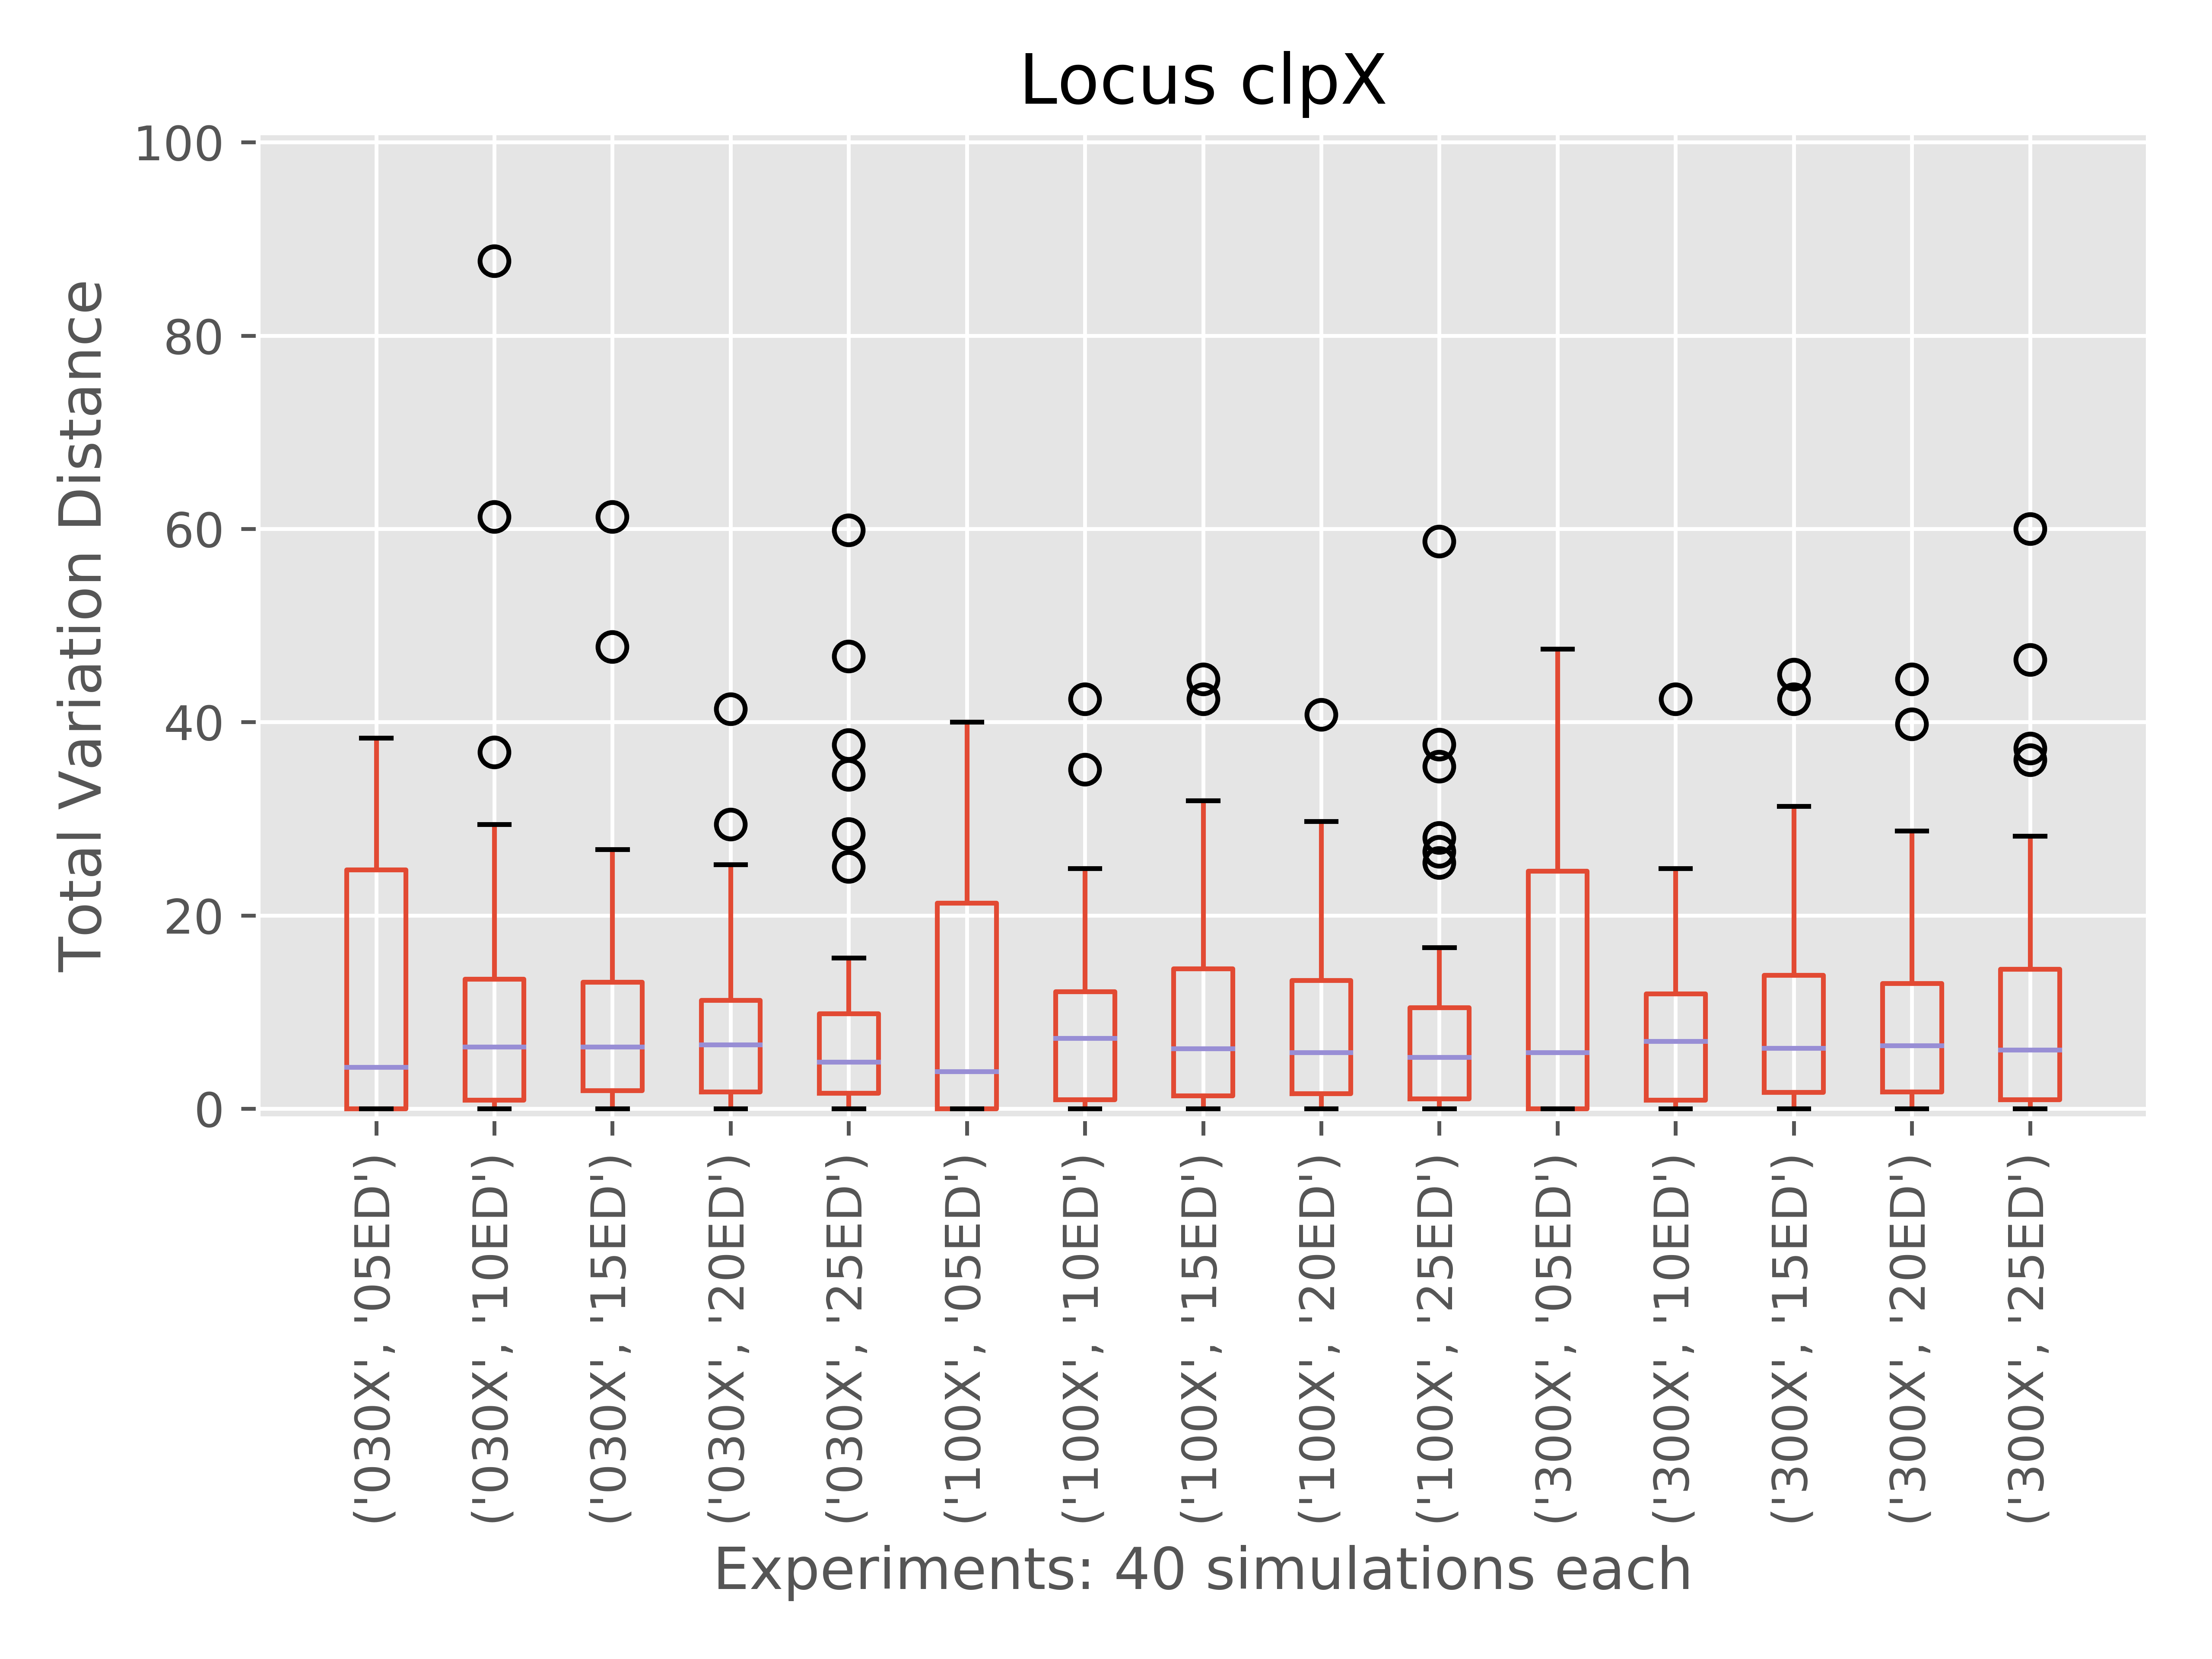 Locus clpX
Total Variation Distance
100
80
60
40
20
0
('030X', '05ED')
('030X', '10ED')
('030X', '15ED')
('030X', '20ED')
('030X', '25ED')
('100X', '05ED')
('100X', '10ED')
('100X', '15ED')
('100X', '20ED')
('100X', '25ED')
('300X', '05ED')
('300X', '10ED')
('300X', '15ED')
('300X', '20ED')
('300X', '25ED')
Experiments: 40 simulations each